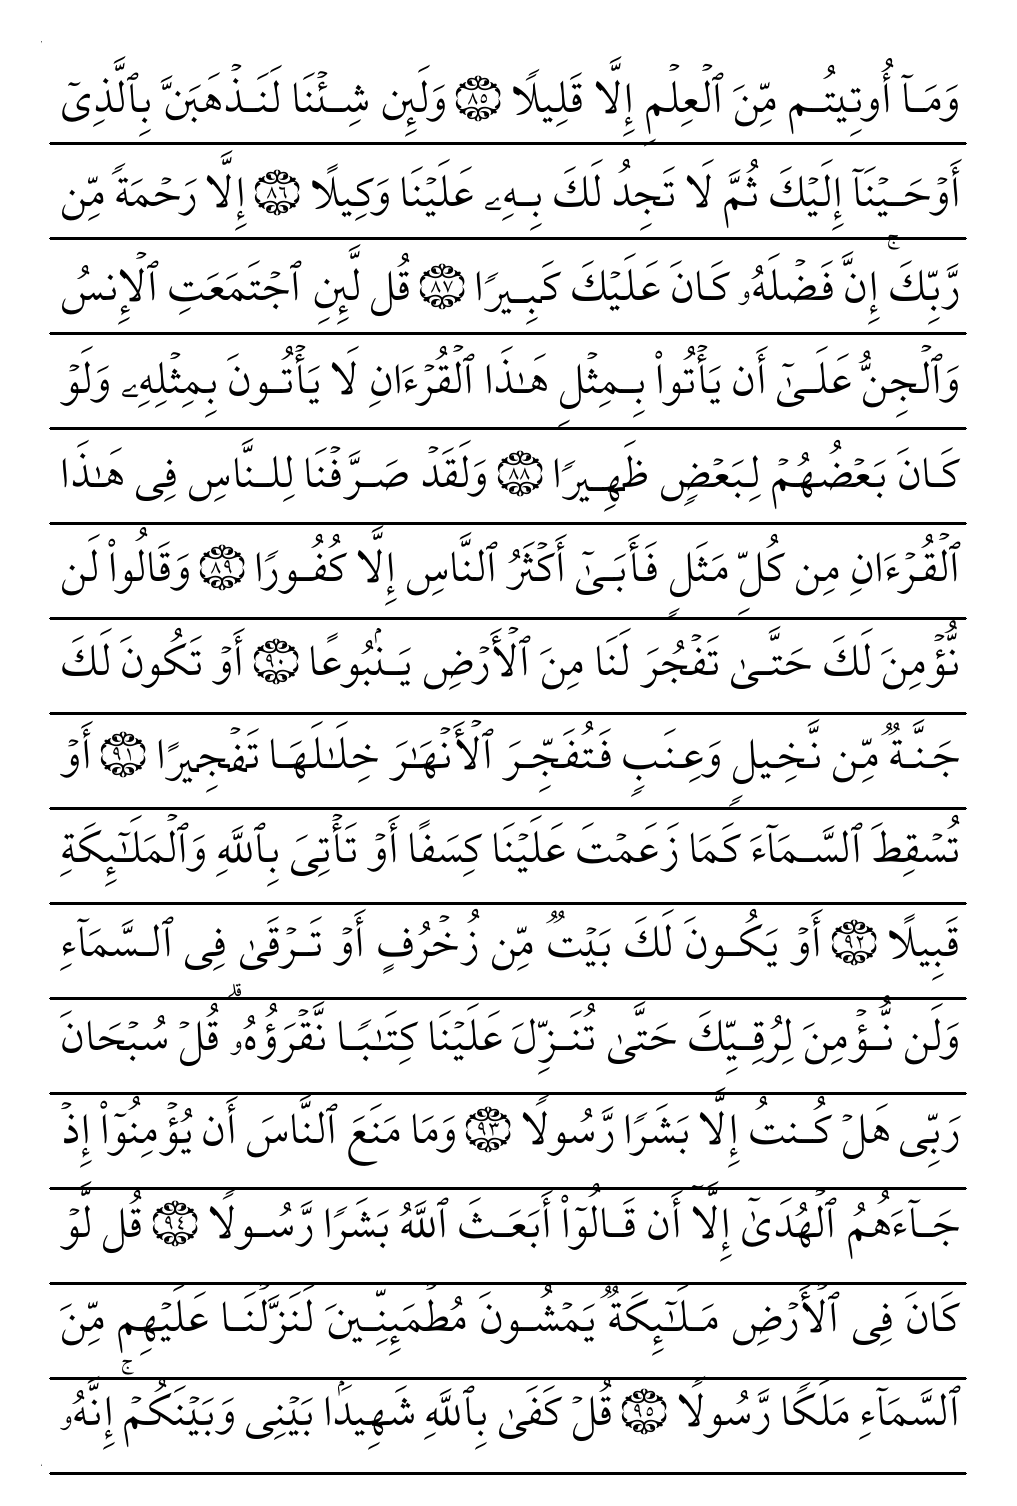 وَمَآ أُوتِيتُم مِّنَ ٱلۡعِلۡمِ إِلَّا قَلِيلًا ٨٥ وَلَئِن شِئۡنَا لَنَذۡهَبَنَّ بِٱلَّذِيٓ
أَوۡحَيۡنَآ إِلَيۡكَ ثُمَّ لَا تَجِدُ لَكَ بِهِۦ عَلَيۡنَا وَكِيلًا ٨٦ إِلَّا رَحۡمَةً مِّن
رَّبِّكَۚ إِنَّ فَضۡلَهُۥ كَانَ عَلَيۡكَ كَبِيرًا ٨٧ قُل لَّئِنِ ٱجۡتَمَعَتِ ٱلۡإِنسُ
وَٱلۡجِنُّ عَلَىٰٓ أَن يَأۡتُواْ بِمِثۡلِ هَٰذَا ٱلۡقُرۡءَانِ لَا يَأۡتُونَ بِمِثۡلِهِۦ وَلَوۡ
كَانَ بَعۡضُهُمۡ لِبَعۡضٍ ظَهِيرًا ٨٨ وَلَقَدۡ صَرَّفۡنَا لِلنَّاسِ فِي هَٰذَا
ٱلۡقُرۡءَانِ مِن كُلِّ مَثَلٍ فَأَبَىٰٓ أَكۡثَرُ ٱلنَّاسِ إِلَّا كُفُورًا ٨٩ وَقَالُواْ لَن
نُّؤۡمِنَ لَكَ حَتَّىٰ تَفۡجُرَ لَنَا مِنَ ٱلۡأَرۡضِ يَنۢبُوعًا ٩٠ أَوۡ تَكُونَ لَكَ
جَنَّةٌ مِّن نَّخِيلٍ وَعِنَبٍ فَتُفَجِّرَ ٱلۡأَنۡهَٰرَ خِلَٰلَهَا تَفۡجِيرًا ٩١ أَوۡ
تُسۡقِطَ ٱلسَّمَآءَ كَمَا زَعَمۡتَ عَلَيۡنَا كِسَفًا أَوۡ تَأۡتِيَ بِٱللَّهِ وَٱلۡمَلَٰٓئِكَةِ
قَبِيلًا ٩٢ أَوۡ يَكُونَ لَكَ بَيۡتٌ مِّن زُخۡرُفٍ أَوۡ تَرۡقَىٰ فِي ٱلسَّمَآءِ
وَلَن نُّؤۡمِنَ لِرُقِيِّكَ حَتَّىٰ تُنَزِّلَ عَلَيۡنَا كِتَٰبًا نَّقۡرَؤُهُۥۗ قُلۡ سُبۡحَانَ
رَبِّي هَلۡ كُنتُ إِلَّا بَشَرًا رَّسُولًا ٩٣ وَمَا مَنَعَ ٱلنَّاسَ أَن يُؤۡمِنُوٓاْ إِذۡ
جَآءَهُمُ ٱلۡهُدَىٰٓ إِلَّآ أَن قَالُوٓاْ أَبَعَثَ ٱللَّهُ بَشَرًا رَّسُولًا ٩٤ قُل لَّوۡ
كَانَ فِي ٱلۡأَرۡضِ مَلَٰٓئِكَةٌ يَمۡشُونَ مُطۡمَئِنِّينَ لَنَزَّلۡنَا عَلَيۡهِم مِّنَ
ٱلسَّمَآءِ مَلَكًا رَّسُولًا ٩٥ قُلۡ كَفَىٰ بِٱللَّهِ شَهِيدَۢا بَيۡنِي وَبَيۡنَكُمۡۚ إِنَّهُۥ